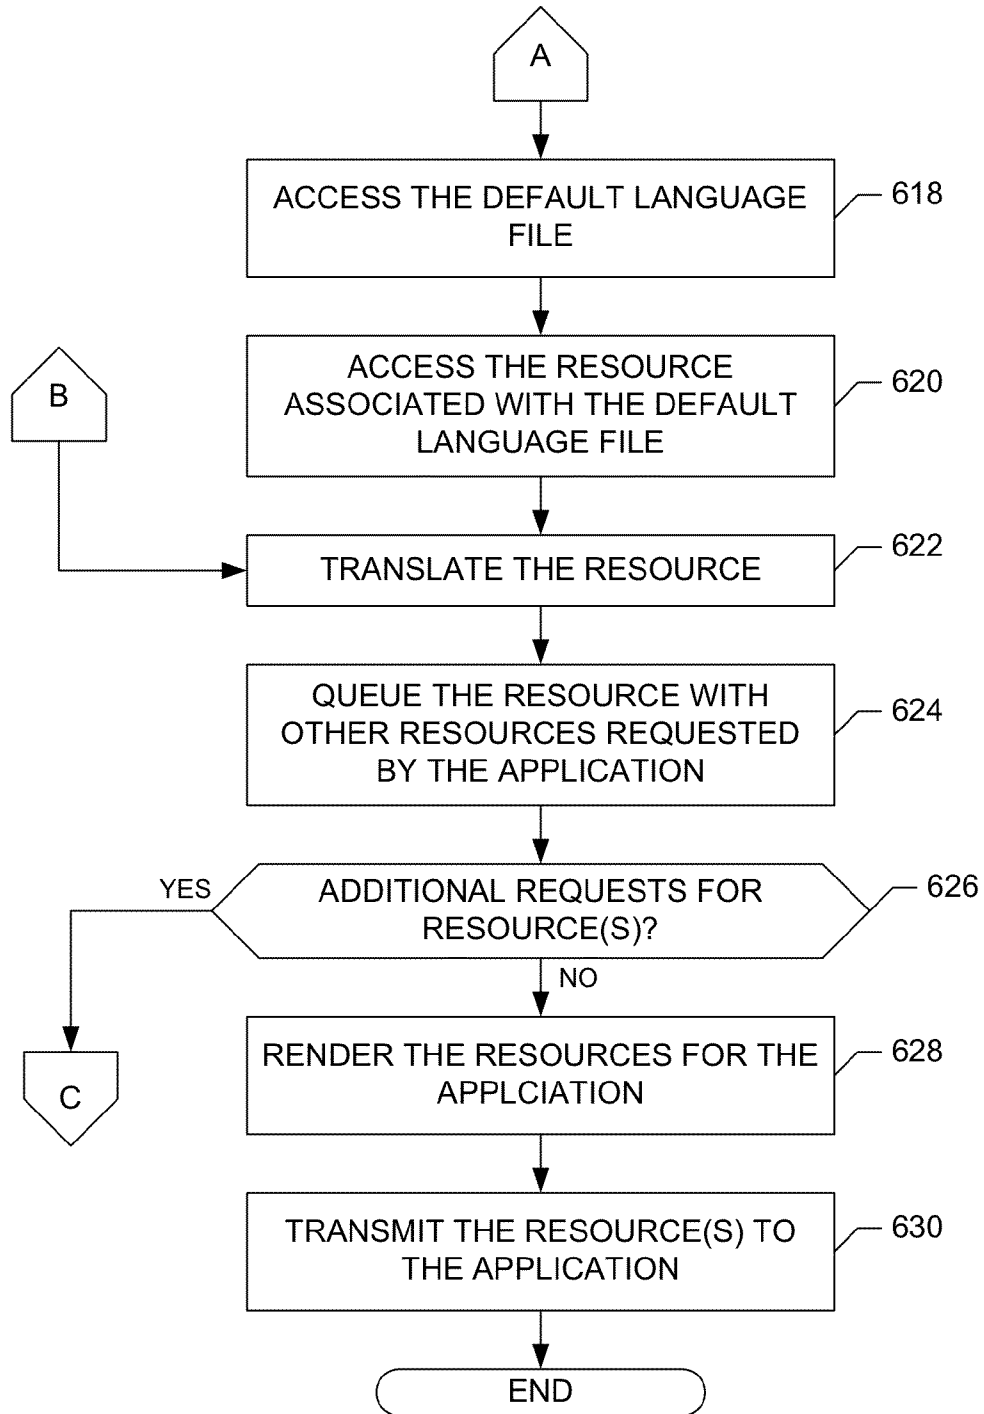 A
ACCESS THE DEFAULT LANGUAGE
FILE
618
ACCESS THE RESOURCE
ASSOCIATED WITH THE DEFAULT
LANGUAGE FILE
620
B
TRANSLATE THE RESOURCE
622
QUEUE THE RESOURCE WITH
OTHER RESOURCES REQUESTED
BY THE APPLICATION
624
YES
ADDITIONAL REQUESTS FOR
RESOURCE(S)?
626
NO
RENDER THE RESOURCES FOR THE
APPLCIATION
628
C
TRANSMIT THE RESOURCE(S) TO
THE APPLICATION
630
END